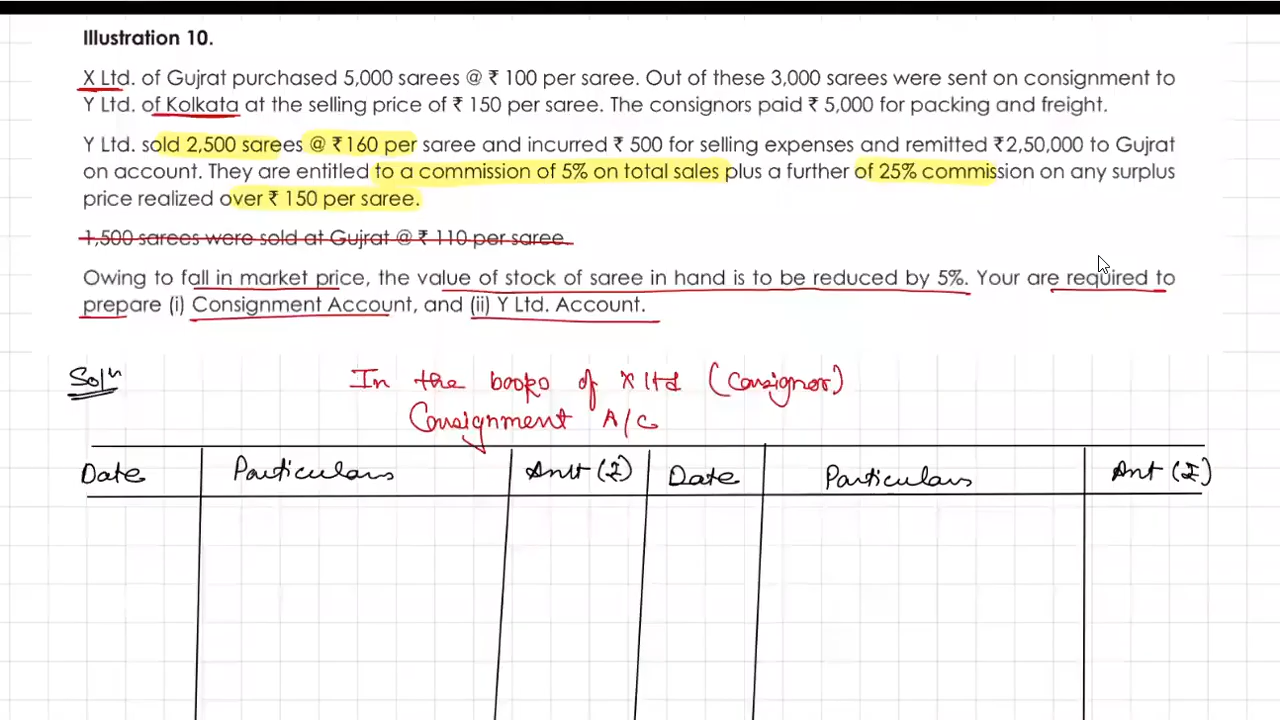 Illustration 10.
X Ltd. of Gujrat purchased 5,000 sarees @ ₹ 100 per saree. Out of these 3,000 sarees were sent on consignment to
Y Ltd. of Kolkata at the selling price of ₹ 150 per saree. The consignors paid ₹ 5,000 for packing and freight.
Y Ltd. sold 2,500 sarees @ ₹160 per saree and incurred ₹ 500 for selling expenses and remitted ₹2,50,000 to Gujrat
on account. They are entitled to a commission of 5% on total sales plus a further of 25% commission on any surplus
price realized over ₹ 150 per saree.
1,500 sarees were sold at Gujrat @ ₹ 110 per saree.
Owing to fall in market price, the value of stock of saree in hand is to be reduced by 5%. Your are required to
prepare (i) Consignment Account, and (ii) Y Ltd. Account.
Solⁿ In the books of X ltd (Consignor)
Consignment A/C
Date Particulars Amt (₹) Date Particulars Amt (₹)